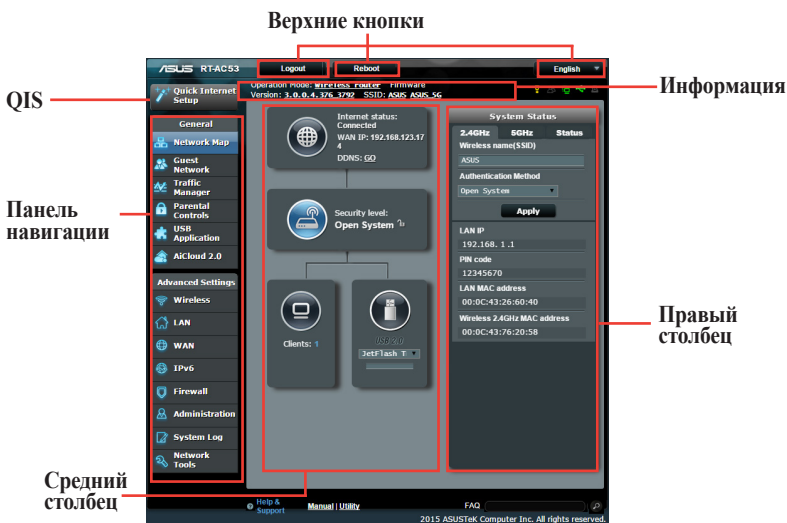 Верхние кнопки
ASUS RT-AC53
Logout
Reboot
English
QIS
Quick Internet
Setup
Operation Mode: Wireless router Firmware
Version: 3.0.0.4.376_3792 SSID: ASUS ASUS_5G
Информация
Панель
навигации
General
Network Map
Guest
Network
Traffic
Manager
Parental
Controls
USB
Application
AiCloud 2.0
Advanced Settings
Wireless
LAN
WAN
IPv6
Firewall
Administration
System Log
Network
Tools
Internet status:
Connected
WAN IP: 192.168.123.17
4
DDNS: GO
Security level:
Open System
Clients: 1
USB 2.0
JetFlash T
System Status
2.4GHz 5GHz Status
Wireless name(SSID)
ASUS
Authentication Method
Open System
Apply
LAN IP
192.168. 1 .1
PIN code
12345670
LAN MAC address
00:0C:43:26:60:40
Wireless 2.4GHz MAC address
00:0C:43:76:20:58
Правый
столбец
Средний
столбец
Help &
Support
Manual | Utility
FAQ
2015 ASUSTeK Computer Inc. All rights reserved.